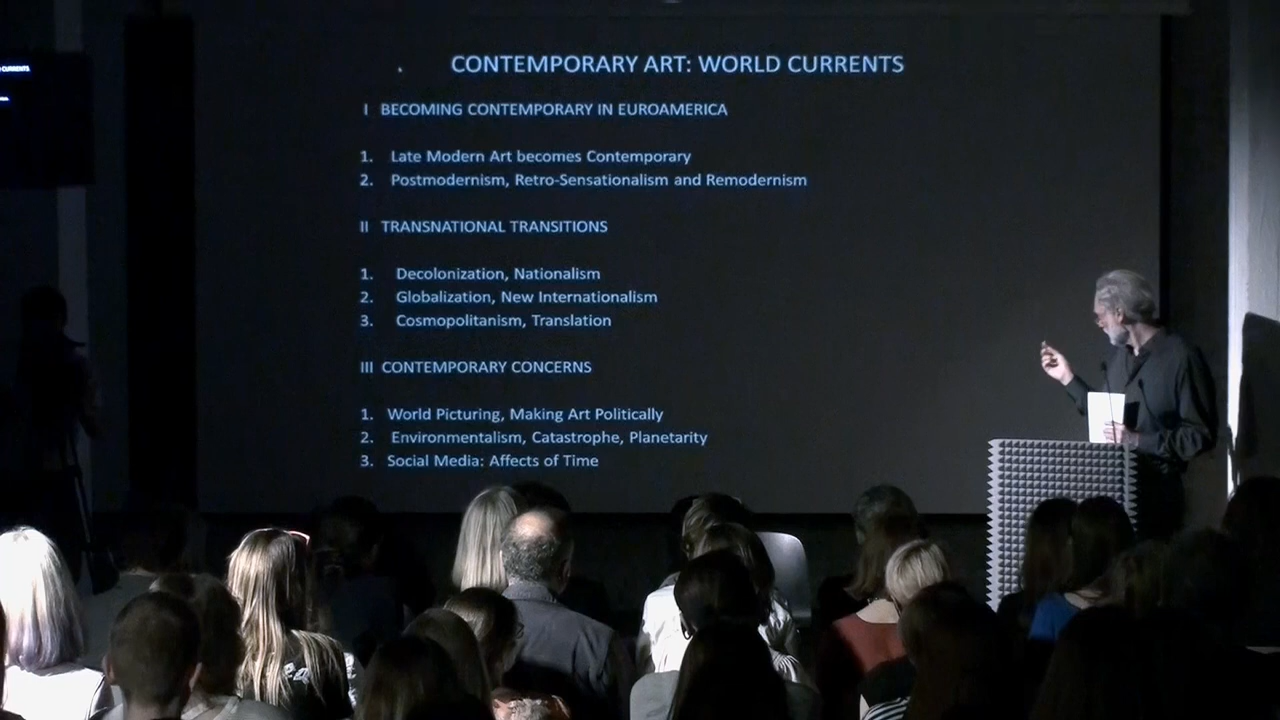 . CONTEMPORARY ART: WORLD CURRENTS
I BECOMING CONTEMPORARY IN EUROAMERICA
1. Late Modern Art becomes Contemporary
2. Postmodernism, Retro-Sensationalism and Remodernism
II TRANSNATIONAL TRANSITIONS
1. Decolonization, Nationalism
2. Globalization, New Internationalism
3. Cosmopolitanism, Translation
III CONTEMPORARY CONCERNS
1. World Picturing, Making Art Politically
2. Environmentalism, Catastrophe, Planetarity
3. Social Media: Affects of Time
CURRENTS